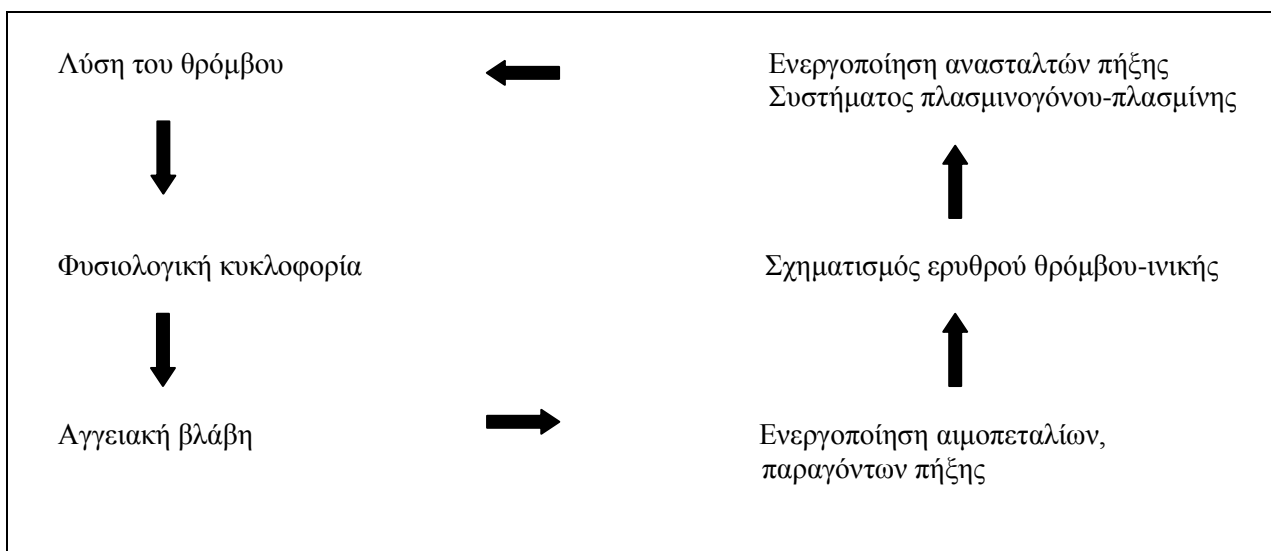 Λύση του θρόμβου
Ενεργοποίηση ανασταλτών πήξης
Συστήματος πλασμινογόνου-πλασμίνης
Φυσιολογική κυκλοφορία
Σχηματισμός ερυθρού θρόμβου-ινικής
Αγγειακή βλάβη
Ενεργοποίηση αιμοπεταλίων,
παραγόντων πήξης